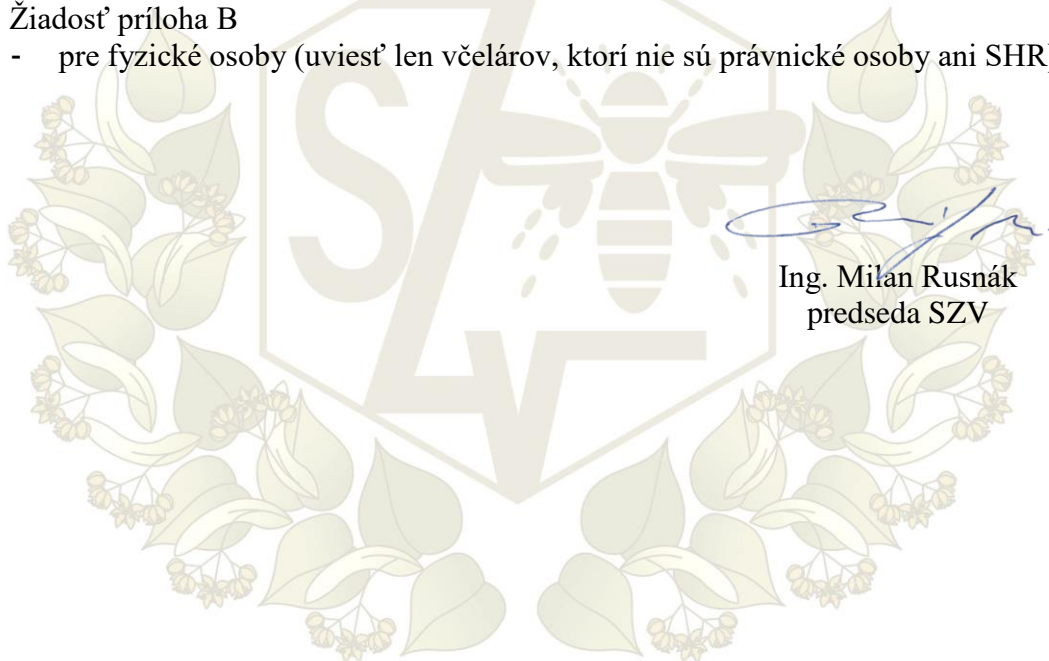 Žiadosť príloha B
- pre fyzické osoby (uviesť len včelárov, ktorí nie sú právnické osoby ani SHR)
SZV
Ing. Milan Rusnák
predseda SZV